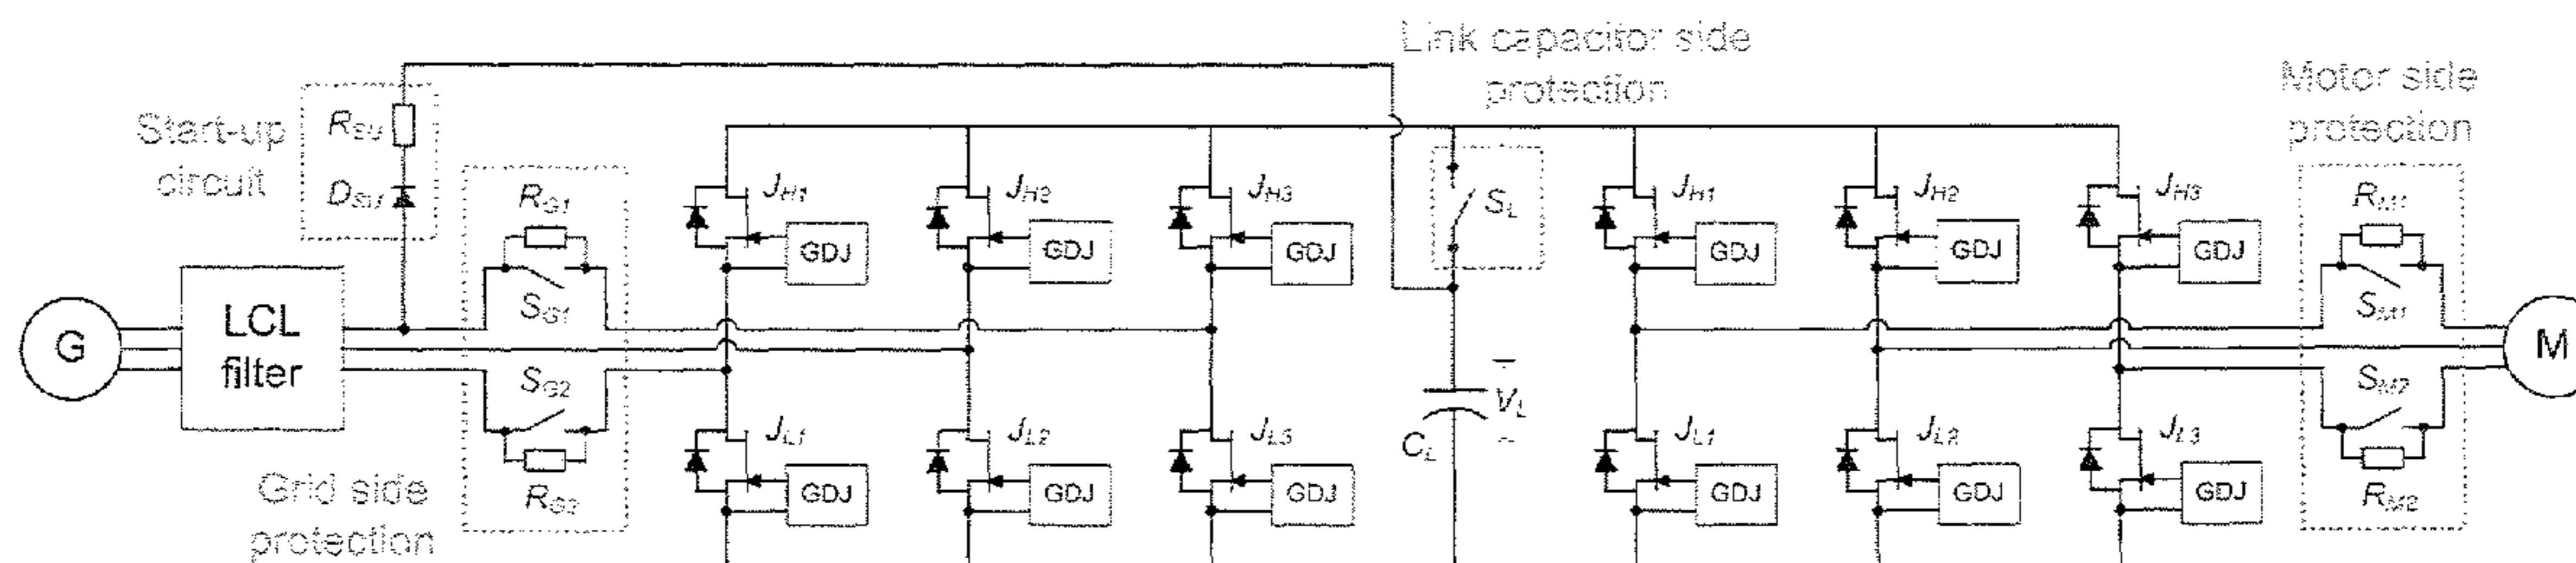 Link capacitor side
protection
Motor side
protection
Start-up
circuit
R_SU
D_SU
R_G1
S_G1
S_G2
R_G2
Grid side
protection
G
LCL
filter
J_H1
GDJ
J_H2
GDJ
J_H3
GDJ
S_L
J_H1
GDJ
J_H2
GDJ
J_H3
GDJ
R_M1
S_M1
S_M2
R_M2
M
J_L1
GDJ
J_L2
GDJ
J_L3
GDJ
C_L
V_L
J_L1
GDJ
J_L2
GDJ
J_L3
GDJ